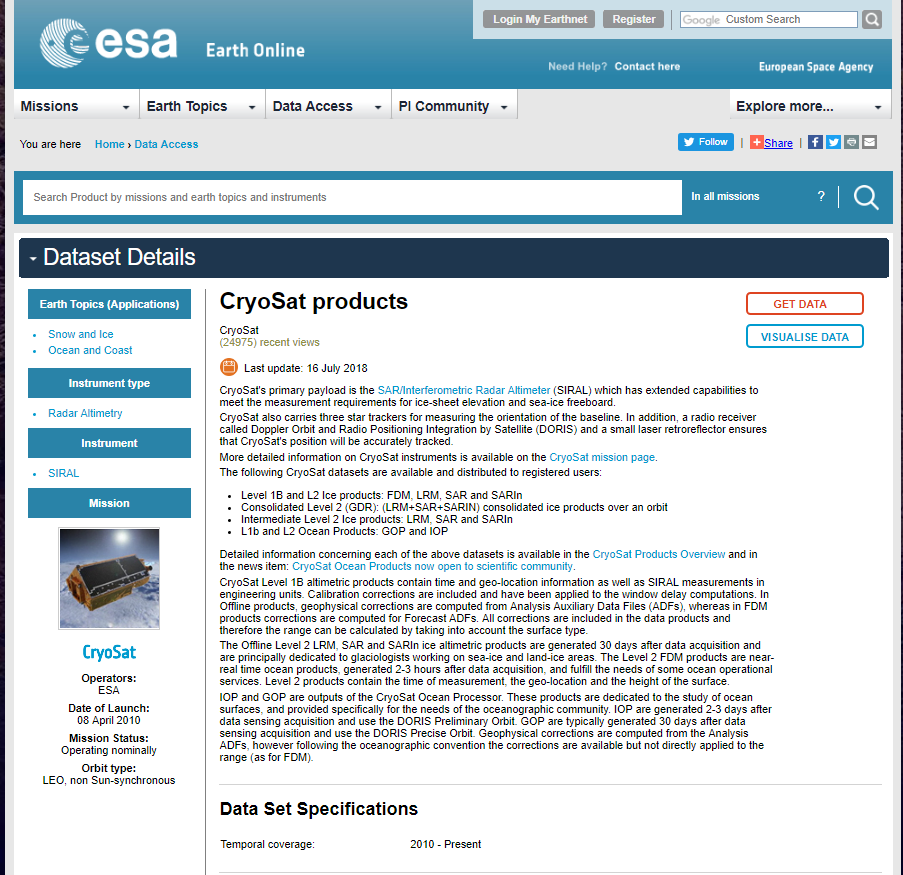 esa
Earth Online
Login My Earthnet
Register
Google Custom Search
Need Help? Contact here
European Space Agency
Missions
Earth Topics
Data Access
PI Community
Explore more...
You are here Home › Data Access
Follow | Share |
Search Product by missions and earth topics and instruments
In all missions
?
Dataset Details
Earth Topics (Applications)
Snow and Ice
Ocean and Coast
Instrument type
Radar Altimetry
Instrument
SIRAL
Mission
CryoSat
Operators:
ESA
Date of Launch:
08 April 2010
Mission Status:
Operating nominally
Orbit type:
LEO, non Sun-synchronous
CryoSat products
GET DATA
VISUALISE DATA
CryoSat
(24975) recent views
Last update: 16 July 2018
CryoSat's primary payload is the SAR/Interferometric Radar Altimeter (SIRAL) which has extended capabilities to
meet the measurement requirements for ice-sheet elevation and sea-ice freeboard.
CryoSat also carries three star trackers for measuring the orientation of the baseline. In addition, a radio receiver
called Doppler Orbit and Radio Positioning Integration by Satellite (DORIS) and a small laser retroreflector ensures
that CryoSat's position will be accurately tracked.
More detailed information on CryoSat instruments is available on the CryoSat mission page.
The following CryoSat datasets are available and distributed to registered users:
• Level 1B and L2 Ice products: FDM, LRM, SAR and SARIn
• Consolidated Level 2 (GDR): (LRM+SAR+SARIN) consolidated ice products over an orbit
• Intermediate Level 2 Ice products: LRM, SAR and SARIn
• L1b and L2 Ocean Products: GOP and IOP
Detailed information concerning each of the above datasets is available in the CryoSat Products Overview and in
the news item: CryoSat Ocean Products now open to scientific community.
CryoSat Level 1B altimetric products contain time and geo-location information as well as SIRAL measurements in
engineering units. Calibration corrections are included and have been applied to the window delay computations. In
Offline products, geophysical corrections are computed from Analysis Auxiliary Data Files (ADFs), whereas in FDM
products corrections are computed for Forecast ADFs. All corrections are included in the data products and
therefore the range can be calculated by taking into account the surface type.
The Offline Level 2 LRM, SAR and SARIn ice altimetric products are generated 30 days after data acquisition and
are principally dedicated to glaciologists working on sea-ice and land-ice areas. The Level 2 FDM products are near-
real time ocean products, generated 2-3 hours after data acquisition, and fulfill the needs of some ocean operational
services. Level 2 products contain the time of measurement, the geo-location and the height of the surface.
IOP and GOP are outputs of the CryoSat Ocean Processor. These products are dedicated to the study of ocean
surfaces, and provided specifically for the needs of the oceanographic community. IOP are generated 2-3 days after
data sensing acquisition and use the DORIS Preliminary Orbit. GOP are typically generated 30 days after data
sensing acquisition and use the DORIS Precise Orbit. Geophysical corrections are computed from the Analysis
ADFs, however following the oceanographic convention the corrections are available but not directly applied to the
range (as for FDM).
Data Set Specifications
Temporal coverage: 2010 - Present